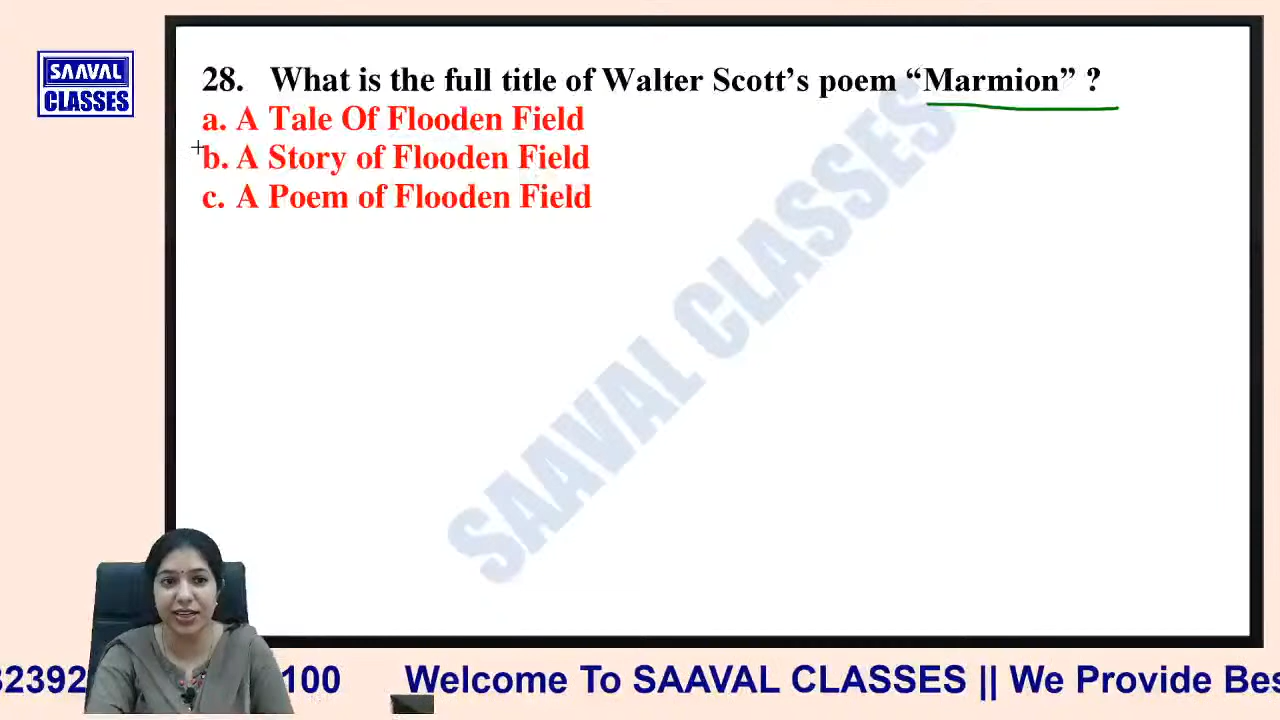 SAAVAL
CLASSES
28. What is the full title of Walter Scott's poem “Marmion” ?
a. A Tale Of Flooden Field
b. A Story of Flooden Field
c. A Poem of Flooden Field
SAAVAL CLASSES
32392 100 Welcome To SAAVAL CLASSES || We Provide Bes